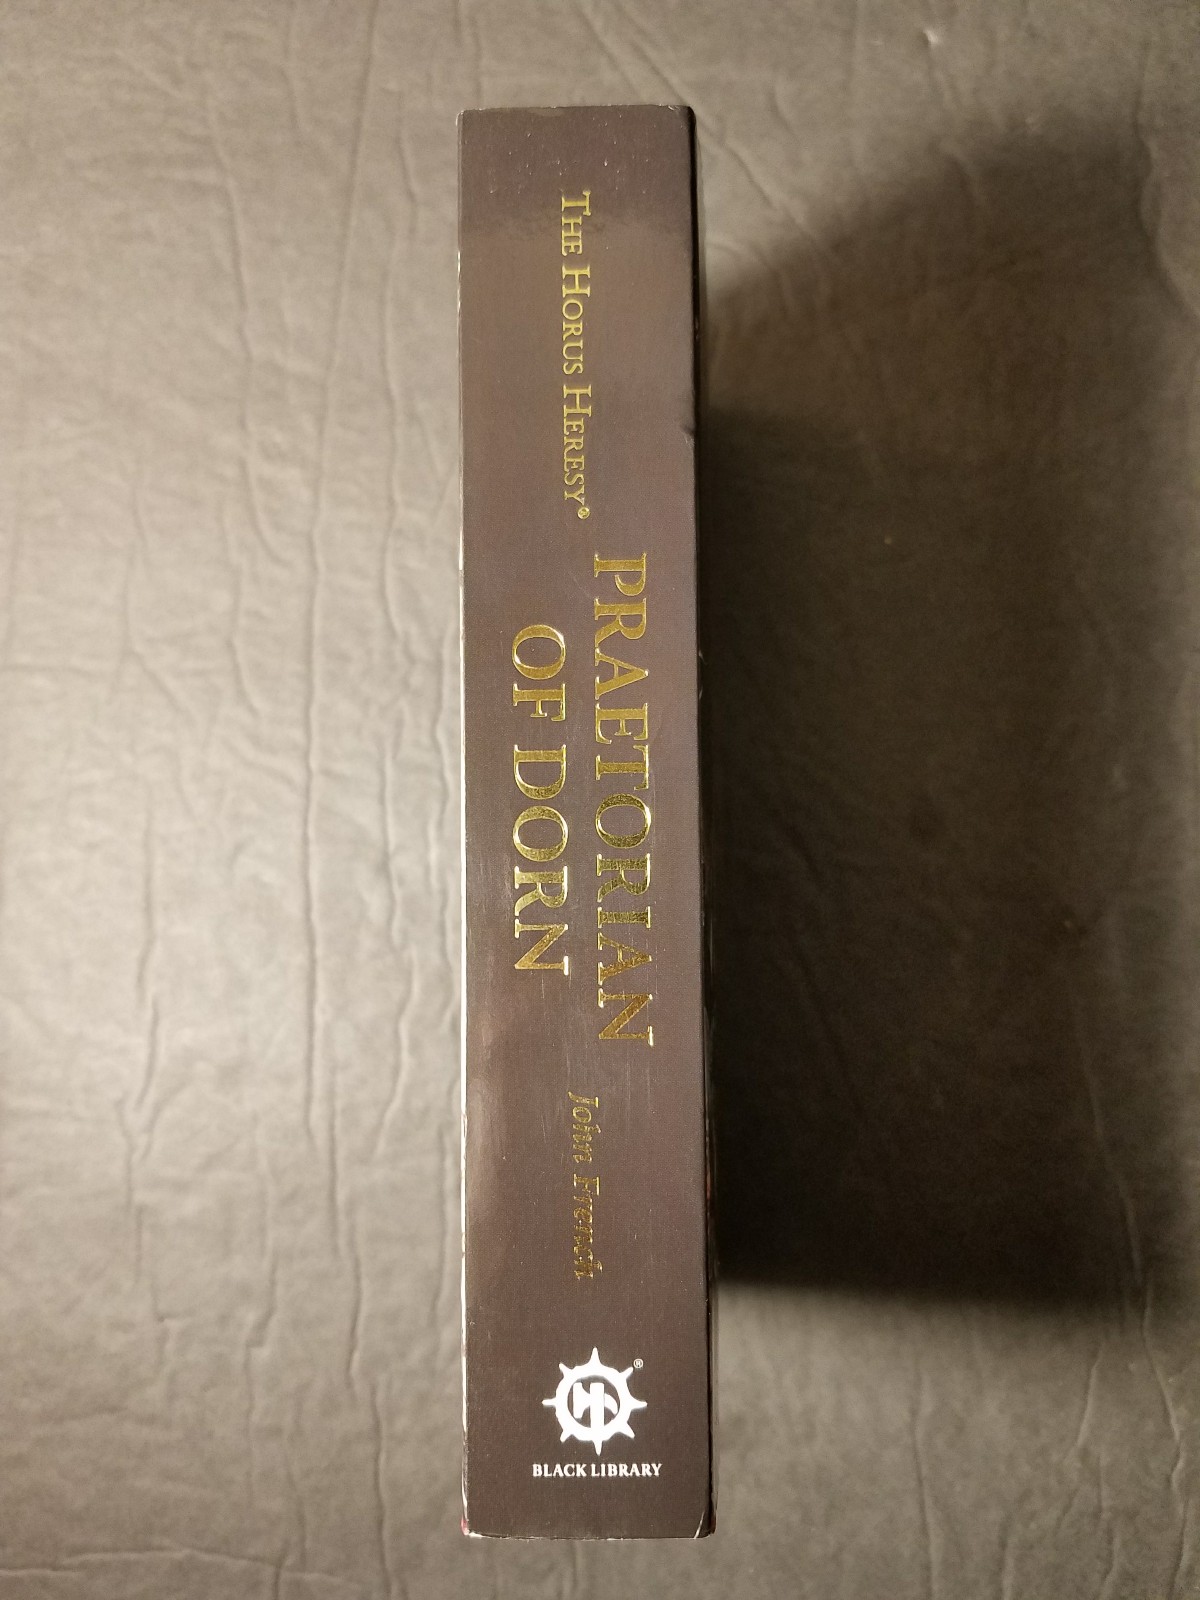 THE HORUS HERESY®
PRAETORIAN
OF DORN
John French
®
BLACK LIBRARY